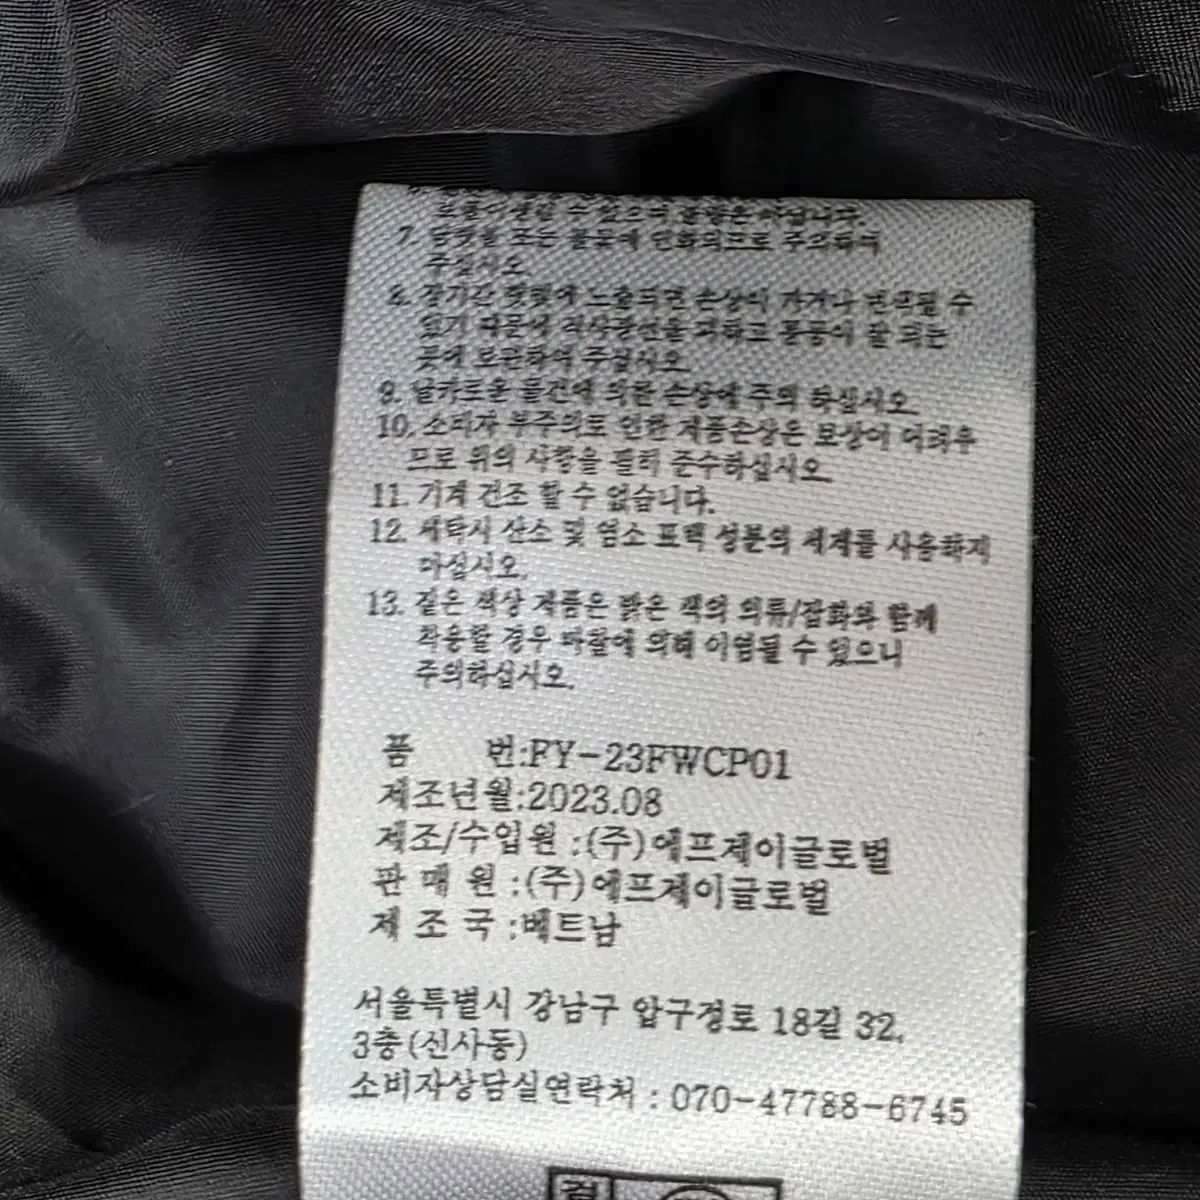 수 있으며
7. 담뱃불 또는 불꽃에 약하므로 주의하여
주십시오
8. 장기간 햇빛에 노출되면 손상이 가거나 변색될 수
있기 때문에 직사광선을 피하고 통풍이 잘 되는
곳에 보관하여 주십시오
9. 날카로운 물건에 의한 손상에 주의 하십시오.
10. 소비자 부주의로 인한 제품손상은 보상이 어려우
므로 위의 사항을 필히 준수하십시오.
11. 기계 건조 할 수 없습니다.
12. 세탁시 산소 및 염소 표백 성분의 세제를 사용하지
마십시오.
13. 짙은 색상 제품은 밝은 색의 의류/잡화와 함께
착용할 경우 마찰에 의해 이염될 수 있으니
주의하십시오.
품 번:FY-23FWCP01
제조년월:2023.08
제조/수입원 :(주)에프제이글로벌
판 매 원 :(주)에프제이글로벌
제 조 국 :베트남
서울특별시 강남구 압구정로 18길 32,
3층(신사동)
소비자상담실연락처 : 070-47788-6745